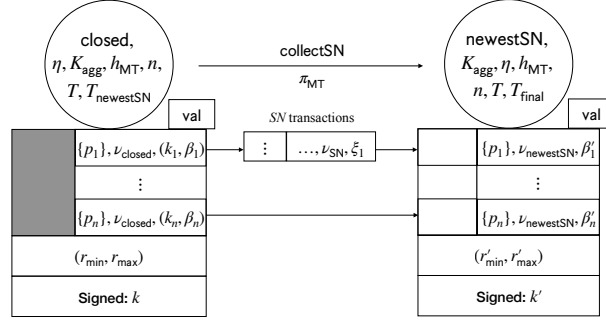 closed,
η, K_agg, h_MT, n,
T, T_newestSN
val
collectSN
π_MT
newestSN,
K_agg, η, h_MT,
n, T, T_final
val
SN transactions
{p_1}, ν_closed, (k_1, β_1)
⋮
{p_n}, ν_closed, (k_n, β_n)
(r_min, r_max)
Signed: k
⋮
…, ν_SN, ξ_1
{p_1}, ν_newestSN, β′_1
⋮
{p_n}, ν_newestSN, β′_n
(r′_min, r′_max)
Signed: k′